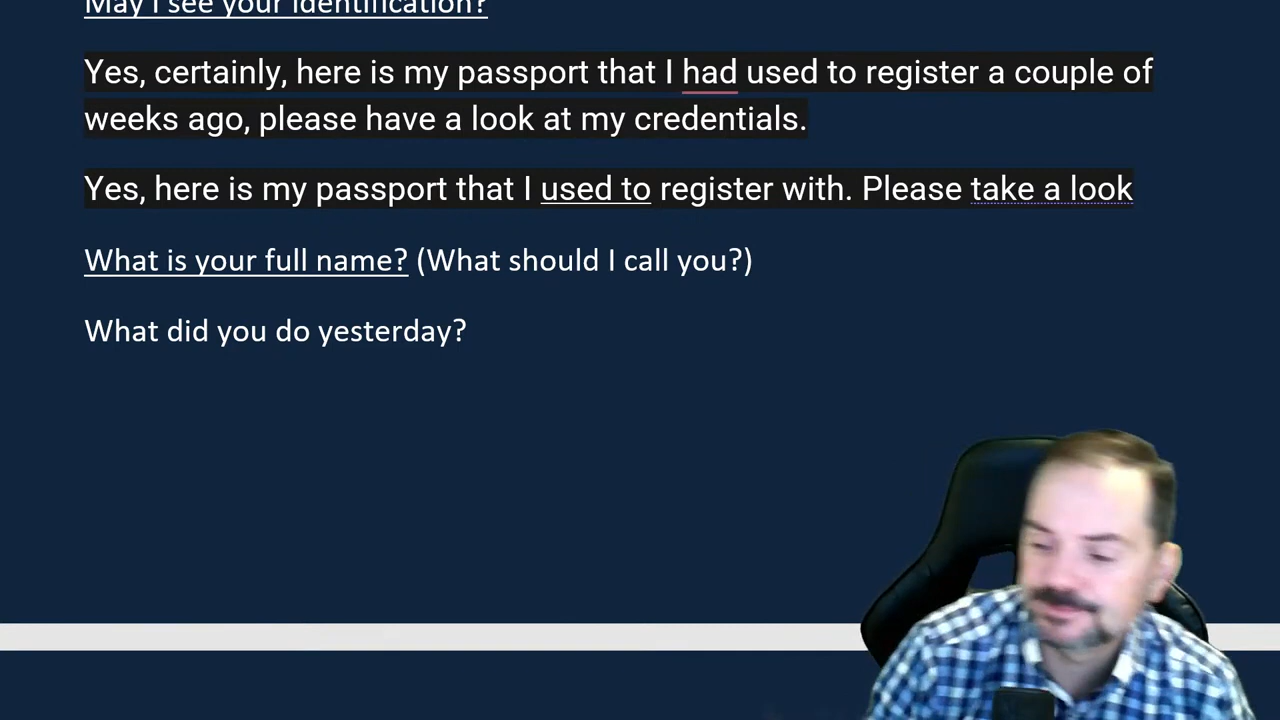 May I see your identification?
Yes, certainly, here is my passport that I had used to register a couple of
weeks ago, please have a look at my credentials.
Yes, here is my passport that I used to register with. Please take a look
What is your full name? (What should I call you?)
What did you do yesterday?